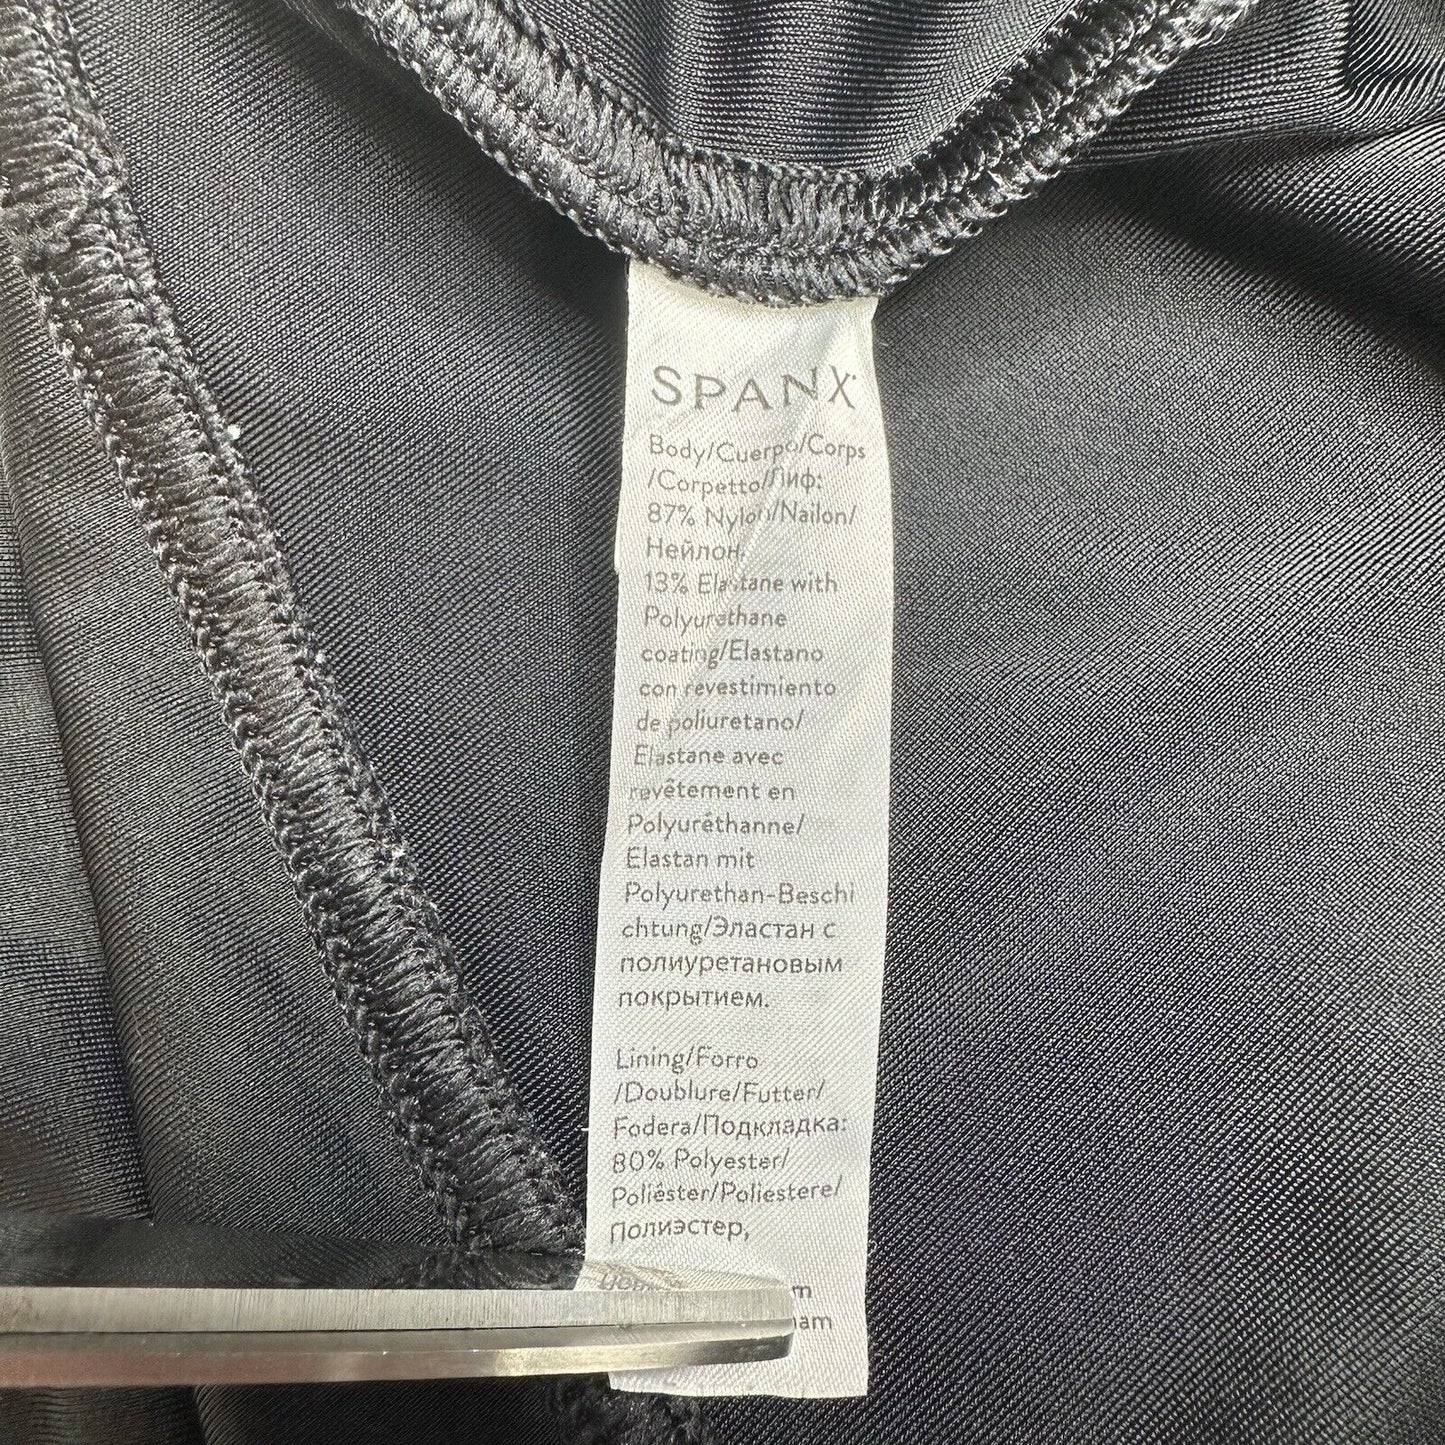 SPANX
Body/Cuerpo/Corps
/Corpetto/Лиф:
87% Nylon/Nailon/
Нейлон,
13% Elastane with
Polyurethane
coating/Elastano
con revestimiento
de poliuretano/
Elastane avec
revêtement en
Polyuréthanne/
Elastan mit
Polyurethan-Beschi
chtung/Эластан с
полиуретановым
покрытием.
Lining/Forro
/Doublure/Futter/
Fodera/Подкладка:
80% Polyester/
Poliéster/Poliestere/
Полиэстер,